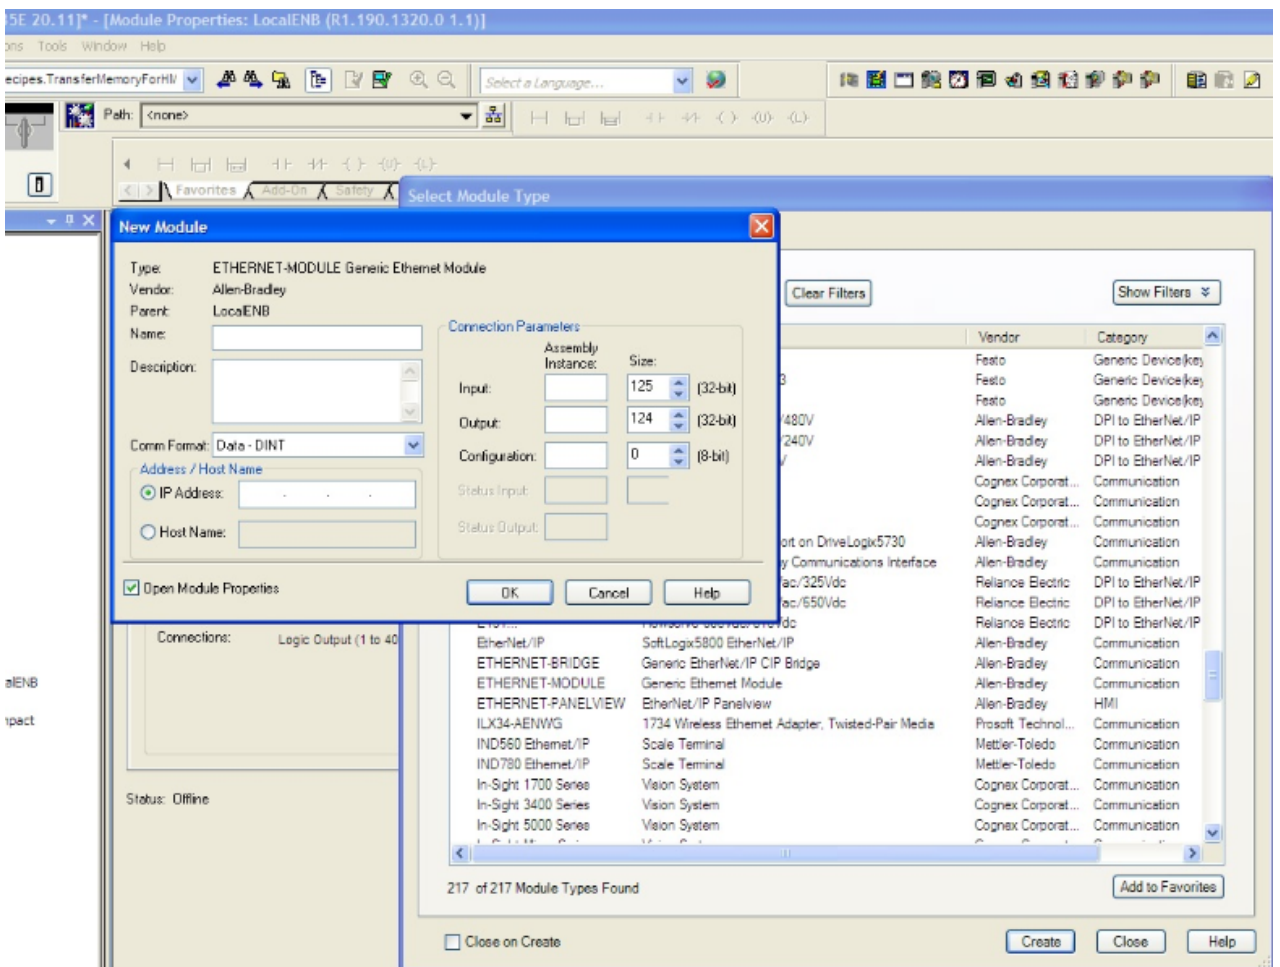 5E 20.11]* - [Module Properties: LocalENB (R1.190.1320.0 1.1)]
ons Tools Window Help
ecipes.TransferMemoryForHM
Select a Language...
Path: <none>
Favorites Add-On Safety
Select Module Type
New Module
Type: ETHERNET-MODULE Generic Ethernet Module
Vendor: Allen-Bradley
Parent: LocalENB
Name:
Description:
Comm Format: Data - DINT
Address / Host Name
IP Address: . . .
Host Name:
Connection Parameters
Assembly
Instance: Size:
Input: 125 (32-bit)
Output: 124 (32-bit)
Configuration: 0 (8-bit)
Status Input:
Status Output:
Open Module Properties
OK Cancel Help
Clear Filters Show Filters
Vendor Category
Festo Generic Device(key
3 Festo Generic Device(key
Festo Generic Device(key
/480V Allen-Bradley DPI to EtherNet/IP
/240V Allen-Bradley DPI to EtherNet/IP
Allen-Bradley DPI to EtherNet/IP
Cognex Corporat... Communication
Cognex Corporat... Communication
Cognex Corporat... Communication
ort on DriveLogix5730 Allen-Bradley Communication
y Communications Interface Allen-Bradley Communication
ac/325Vdc Reliance Electric DPI to EtherNet/IP
ac/650Vdc Reliance Electric DPI to EtherNet/IP
Reliance Electric DPI to EtherNet/IP
EtherNet/IP SoftLogix5800 EtherNet/IP Allen-Bradley Communication
ETHERNET-BRIDGE Generic EtherNet/IP CIP Bridge Allen-Bradley Communication
ETHERNET-MODULE Generic Ethernet Module Allen-Bradley Communication
ETHERNET-PANELVIEW EtherNet/IP Panelview Allen-Bradley HMI
ILX34-AENWG 1734 Wireless Ethernet Adapter, Twisted-Pair Media Prosoft Technol... Communication
IND560 Ethernet/IP Scale Terminal Mettler-Toledo Communication
IND780 Ethernet/IP Scale Terminal Mettler-Toledo Communication
In-Sight 1700 Series Vision System Cognex Corporat... Communication
In-Sight 3400 Series Vision System Cognex Corporat... Communication
In-Sight 5000 Series Vision System Cognex Corporat... Communication
217 of 217 Module Types Found
Add to Favorites
Close on Create
Create Close Help
Connections: Logic Output (1 to 40
Status: Offline
alENB
mpact